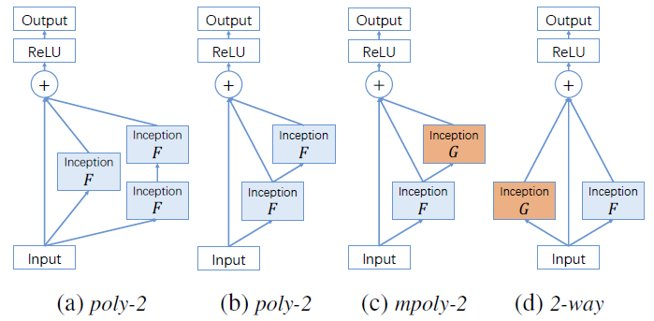 Output
ReLU
+
Inception
F
Inception
F
Inception
F
Input
(a) poly-2
Output
ReLU
+
Inception
F
Inception
F
Input
(b) poly-2
Output
ReLU
+
Inception
G
Inception
F
Input
(c) mpoly-2
Output
ReLU
+
Inception
G
Inception
F
Input
(d) 2-way